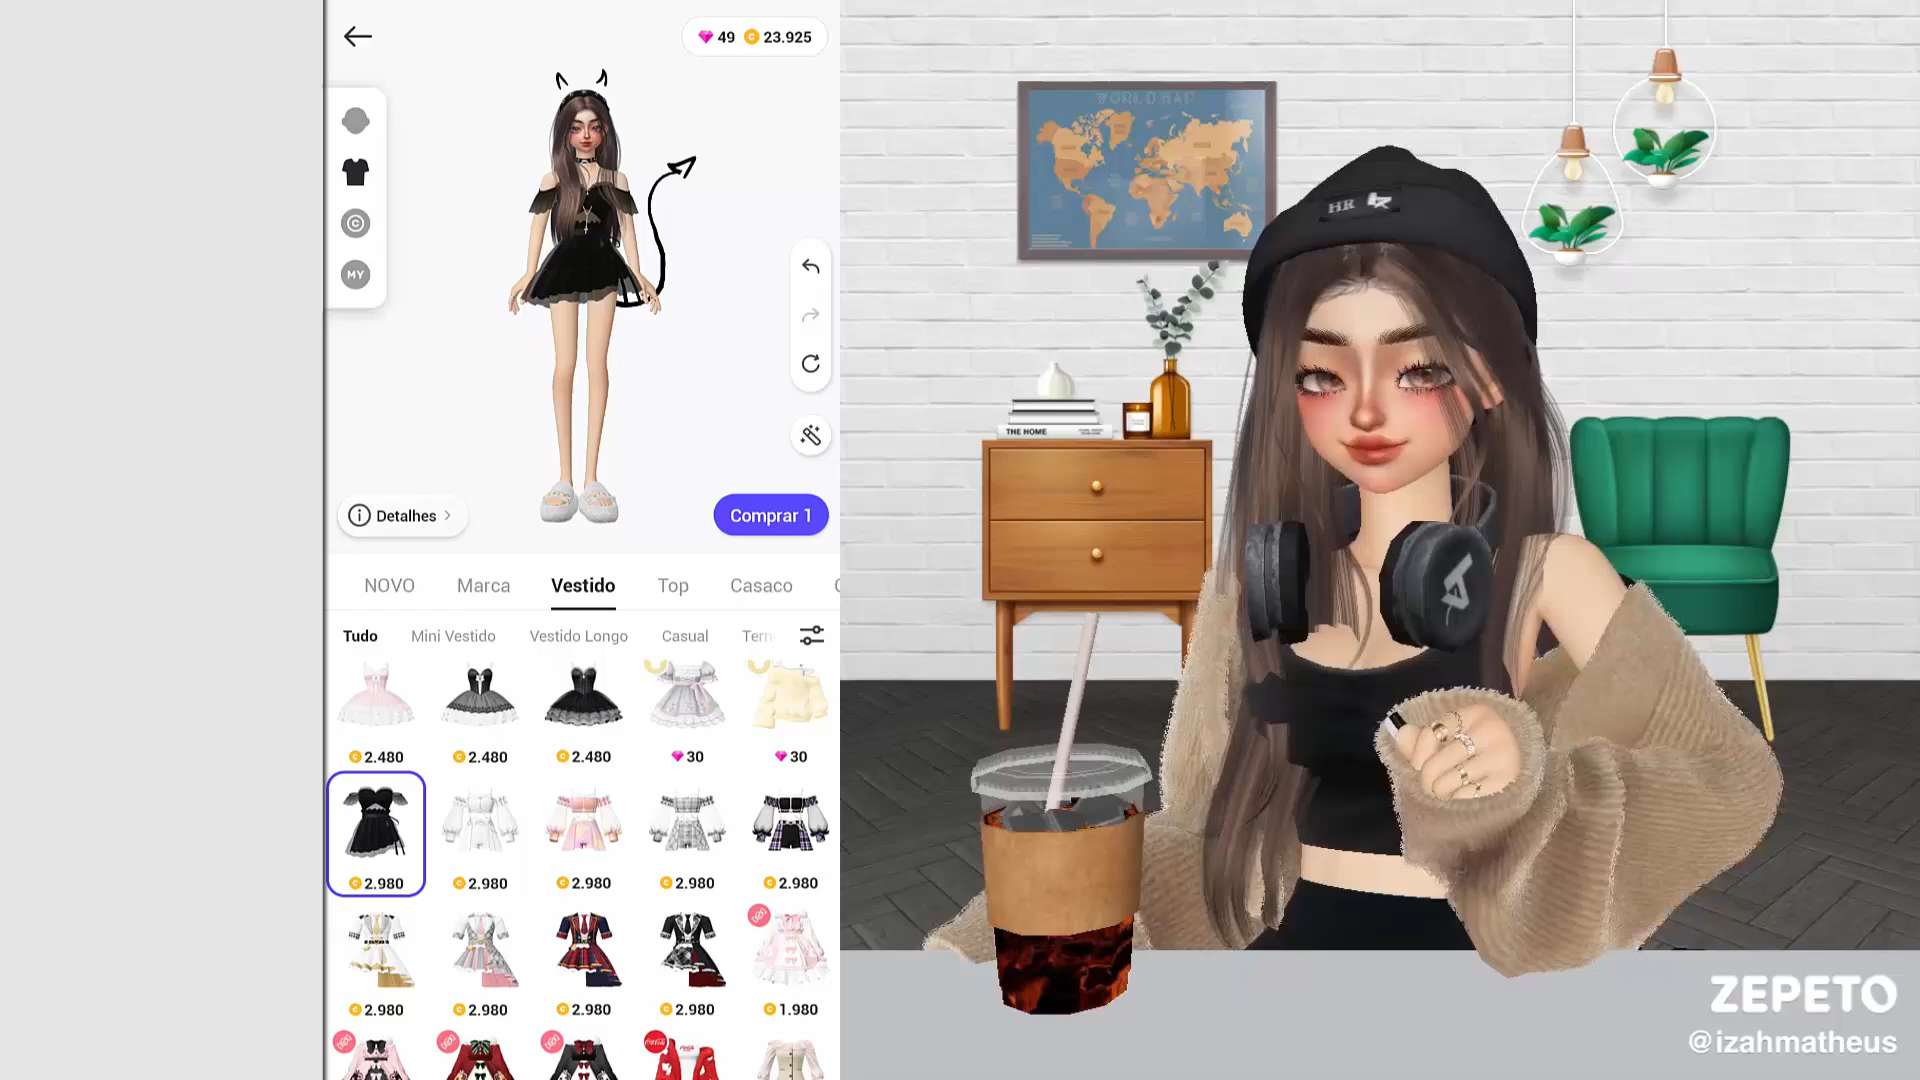 49 23.925
MY
Detalhes
Comprar 1
NOVO Marca Vestido Top Casaco
Tudo Mini Vestido Vestido Longo Casual Tern
2.480 2.480 2.480 30 30
2.980 2.980 2.980 2.980 2.980
2.980 2.980 2.980 2.980 1.980
WORLD MAP
HR
THE HOME
ZEPETO
@izahmatheus